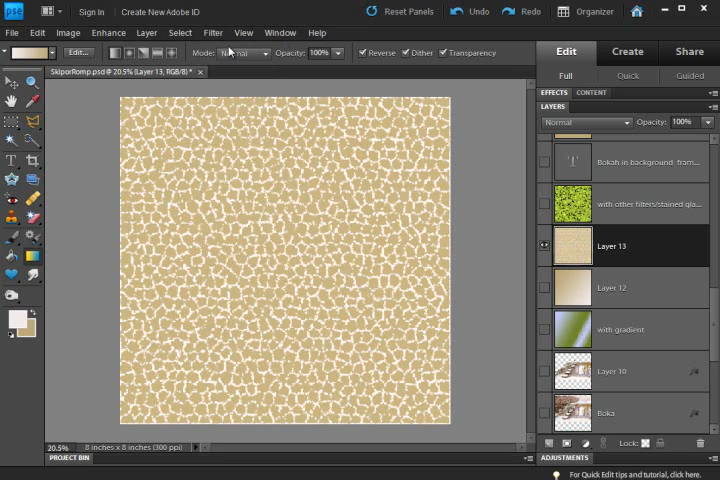 pse
Sign In
Create New Adobe ID
Reset Panels
Undo
Redo
Organizer
File Edit Image Enhance Layer Select Filter View Window Help
Edit...
Mode: Normal
Opacity: 100%
Reverse
Dither
Transparency
Edit
Create
Share
SkiporRomp.psd @ 20.5% (Layer 13, RGB/8) *
Full
Quick
Guided
EFFECTS CONTENT
LAYERS
Normal
Opacity: 100%
T
Bokah in background fram...
with other filters/stained gla...
Layer 13
Layer 12
with gradient
Layer 10
Boka
Lock:
20.5% 8 inches x 8 inches (300 ppi)
PROJECT BIN
ADJUSTMENTS
For Quick Edit tips and tutorial, click here.